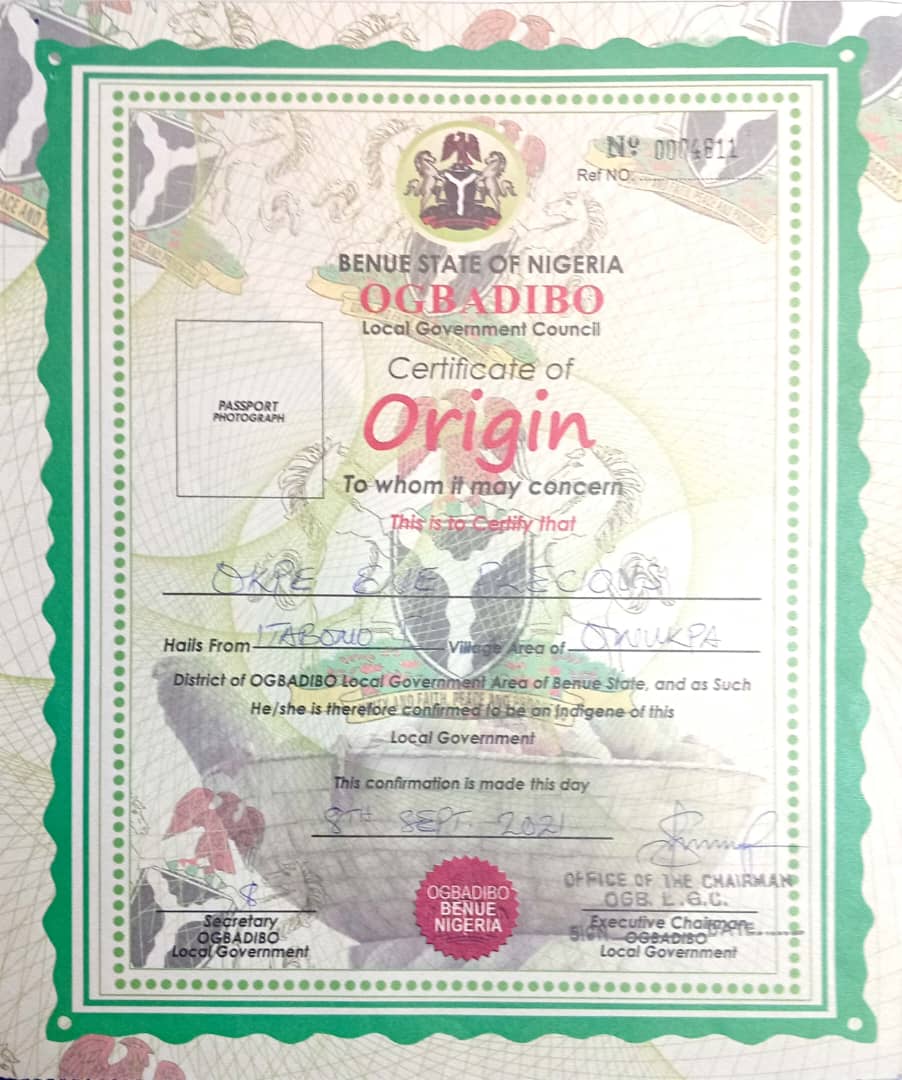 Nº 0004811
Ref NO:....................
BENUE STATE OF NIGERIA
OGBADIBO
Local Government Council
PASSPORT
PHOTOGRAPH
Certificate of
Origin
To whom it may concern
This is to Certify that
OKPE ENE PRECIOUS
Hails From ITABONO Village Area of OWUKPA
District of OGBADIBO Local Government Area of Benue State, and as Such
He/she is therefore confirmed to be an Indigene of this
Local Government
This confirmation is made this day
8TH SEPT. 2021
OFFICE OF THE CHAIRMAN
OGB. L.G.C.
SIGN DATE
Secretary
OGBADIBO
Local Government
OGBADIBO
BENUE
NIGERIA
Executive Chairman
OGBADIBO
Local Government